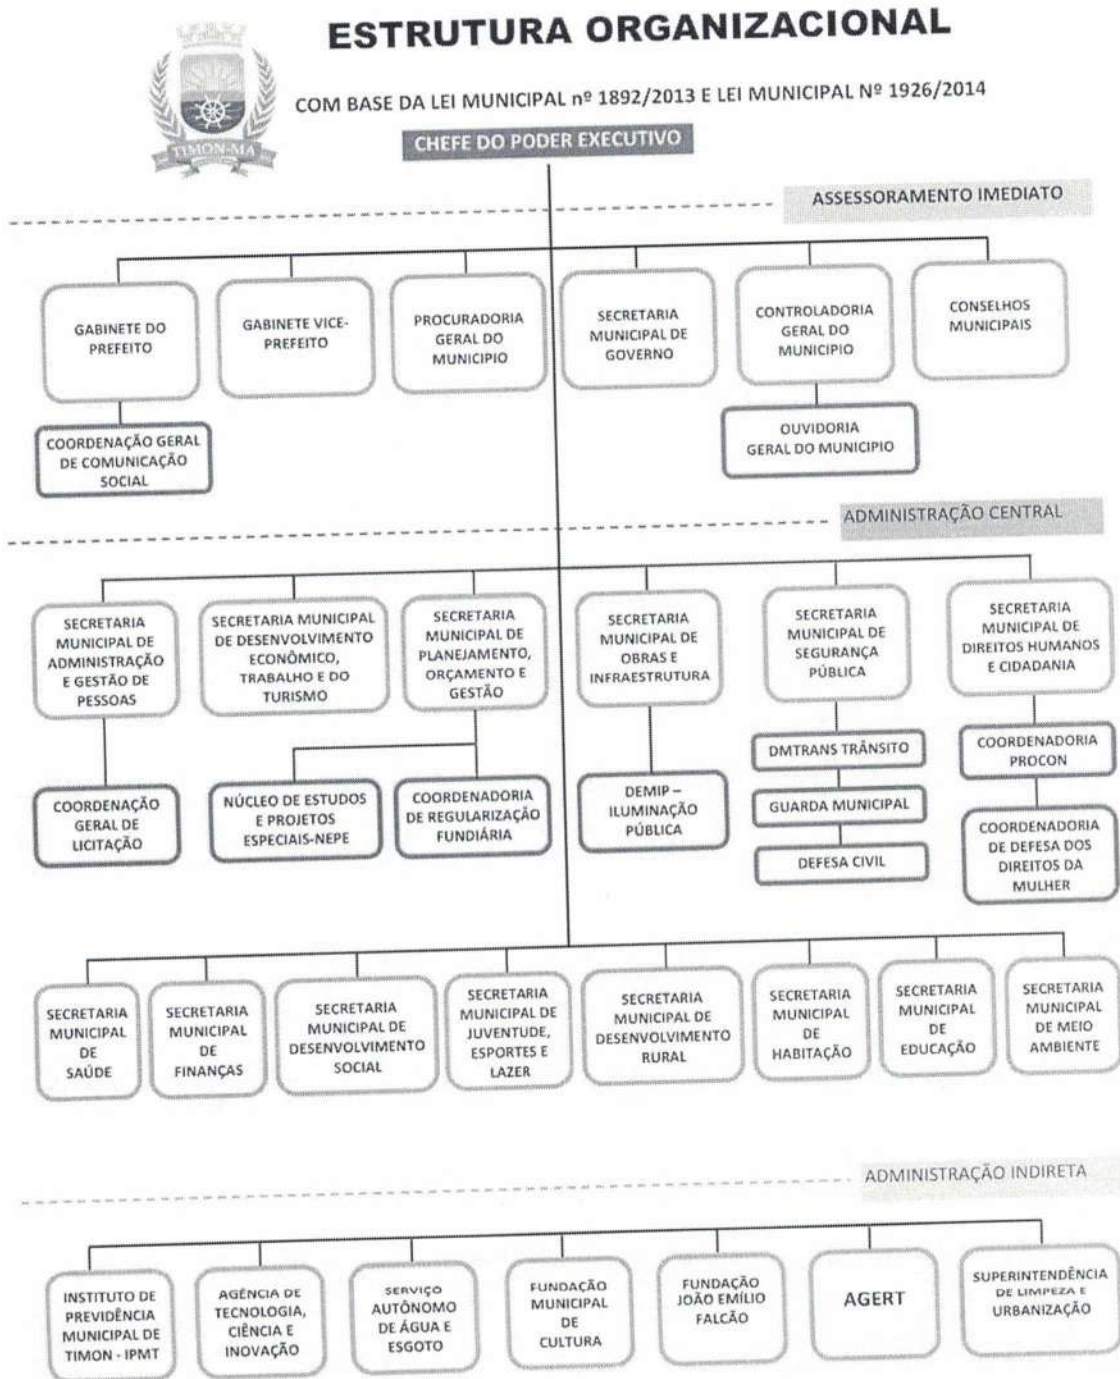 ESTRUTURA ORGANIZACIONAL
COM BASE DA LEI MUNICIPAL nº 1892/2013 E LEI MUNICIPAL Nº 1926/2014
TIMON-MA
CHEFE DO PODER EXECUTIVO
ASSESSORAMENTO IMEDIATO
GABINETE DO
PREFEITO
GABINETE VICE-
PREFEITO
PROCURADORIA
GERAL DO
MUNICIPIO
SECRETARIA
MUNICIPAL DE
GOVERNO
CONTROLADORIA
GERAL DO
MUNICIPIO
CONSELHOS
MUNICIPAIS
COORDENAÇÃO GERAL
DE COMUNICAÇÃO
SOCIAL
OUVIDORIA
GERAL DO MUNICIPIO
ADMINISTRAÇÃO CENTRAL
SECRETARIA
MUNICIPAL DE
ADMINISTRAÇÃO
E GESTÃO DE
PESSOAS
SECRETARIA MUNICIPAL
DE DESENVOLVIMENTO
ECONÔMICO,
TRABALHO E DO
TURISMO
SECRETARIA
MUNICIPAL DE
PLANEJAMENTO,
ORÇAMENTO E
GESTÃO
SECRETARIA
MUNICIPAL DE
OBRAS E
INFRAESTRUTURA
SECRETARIA
MUNICIPAL DE
SEGURANÇA
PÚBLICA
SECRETARIA
MUNICIPAL DE
DIREITOS HUMANOS
E CIDADANIA
COORDENAÇÃO
GERAL DE
LICITAÇÃO
NÚCLEO DE ESTUDOS
E PROJETOS
ESPECIAIS-NEPE
COORDENADORIA
DE REGULARIZAÇÃO
FUNDIÁRIA
DEMIP –
ILUMINAÇÃO
PÚBLICA
DMTRANS TRÂNSITO
GUARDA MUNICIPAL
DEFESA CIVIL
COORDENADORIA
PROCON
COORDENADORIA
DE DEFESA DOS
DIREITOS DA
MULHER
SECRETARIA
MUNICIPAL
DE
SAÚDE
SECRETARIA
MUNICIPAL
DE
FINANÇAS
SECRETARIA
MUNICIPAL DE
DESENVOLVIMENTO
SOCIAL
SECRETARIA
MUNICIPAL DE
JUVENTUDE,
ESPORTES E
LAZER
SECRETARIA
MUNICIPAL DE
DESENVOLVIMENTO
RURAL
SECRETARIA
MUNICIPAL
DE
HABITAÇÃO
SECRETARIA
MUNICIPAL
DE
EDUCAÇÃO
SECRETARIA
MUNICIPAL
DE MEIO
AMBIENTE
ADMINISTRAÇÃO INDIRETA
INSTITUTO DE
PREVIDÊNCIA
MUNICIPAL DE
TIMON - IPMT
AGÊNCIA DE
TECNOLOGIA,
CIÊNCIA E
INOVAÇÃO
SERVIÇO
AUTÔNOMO
DE ÁGUA E
ESGOTO
FUNDAÇÃO
MUNICIPAL
DE
CULTURA
FUNDAÇÃO
JOÃO EMÍLIO
FALCÃO
AGERT
SUPERINTENDÊNCIA
DE LIMPEZA E
URBANIZAÇÃO